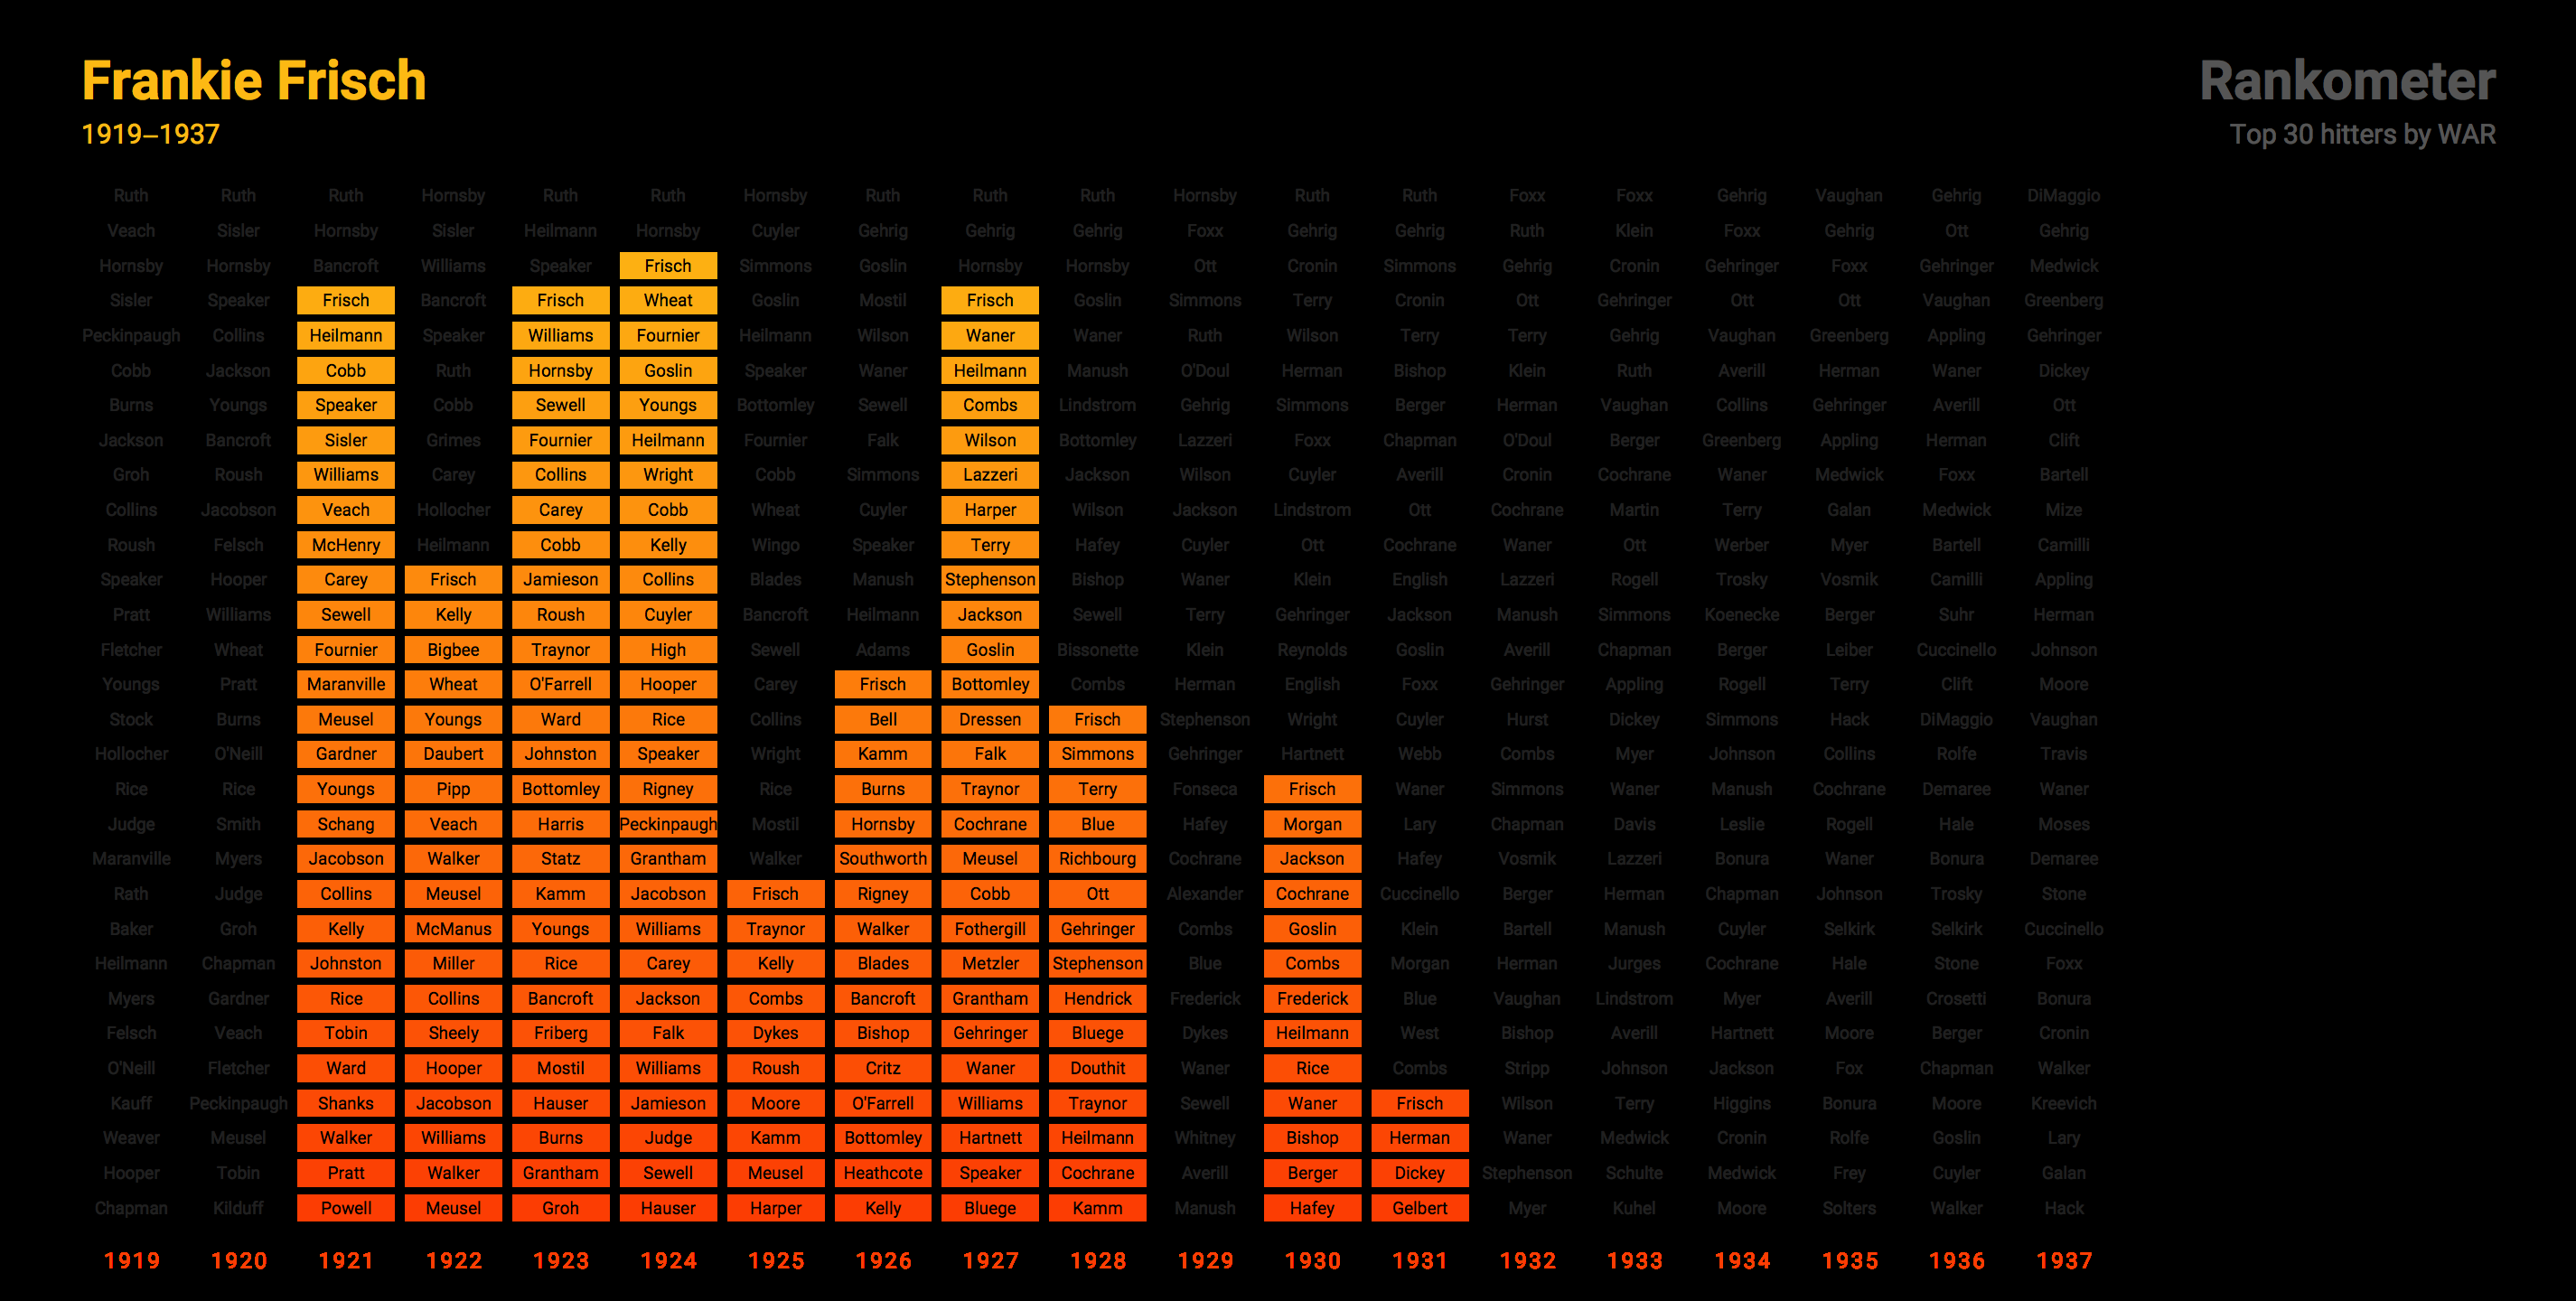 Frankie Frisch
1919–1937
Rankometer
Top 30 hitters by WAR
Ruth Ruth Ruth Hornsby Ruth Ruth Hornsby Ruth Ruth Ruth Hornsby Ruth Ruth Foxx Foxx Gehrig Vaughan Gehrig DiMaggio
Veach Sisler Hornsby Sisler Heilmann Hornsby Cuyler Gehrig Gehrig Gehrig Foxx Gehrig Gehrig Ruth Klein Foxx Gehrig Ott Gehrig
Hornsby Hornsby Bancroft Williams Speaker Frisch Simmons Goslin Hornsby Hornsby Ott Cronin Simmons Gehrig Cronin Gehringer Foxx Gehringer Medwick
Sisler Speaker Frisch Bancroft Frisch Wheat Goslin Mostil Frisch Goslin Simmons Terry Cronin Ott Gehringer Ott Ott Vaughan Greenberg
Peckinpaugh Collins Heilmann Speaker Williams Fournier Heilmann Wilson Waner Waner Ruth Wilson Terry Terry Gehrig Vaughan Greenberg Appling Gehringer
Cobb Jackson Cobb Ruth Hornsby Goslin Speaker Waner Heilmann Manush O'Doul Herman Bishop Klein Ruth Averill Herman Waner Dickey
Burns Youngs Speaker Cobb Sewell Youngs Bottomley Sewell Combs Lindstrom Gehrig Simmons Berger Herman Vaughan Collins Gehringer Averill Ott
Jackson Bancroft Sisler Grimes Fournier Heilmann Fournier Falk Wilson Bottomley Lazzeri Foxx Chapman O'Doul Berger Greenberg Appling Herman Clift
Groh Roush Williams Carey Collins Wright Cobb Simmons Lazzeri Jackson Wilson Cuyler Averill Cronin Cochrane Waner Medwick Foxx Bartell
Collins Jacobson Veach Hollocher Carey Cobb Wheat Cuyler Harper Wilson Jackson Lindstrom Ott Cochrane Martin Terry Galan Medwick Mize
Roush Felsch McHenry Heilmann Cobb Kelly Wingo Speaker Terry Hafey Cuyler Ott Cochrane Waner Ott Werber Myer Bartell Camilli
Speaker Hooper Carey Frisch Jamieson Collins Blades Manush Stephenson Bishop Waner Klein English Lazzeri Rogell Trosky Vosmik Camilli Appling
Pratt Williams Sewell Kelly Roush Cuyler Bancroft Heilmann Jackson Sewell Terry Gehringer Jackson Manush Simmons Koenecke Berger Suhr Herman
Fletcher Wheat Fournier Bigbee Traynor High Sewell Adams Goslin Bissonette Klein Reynolds Goslin Averill Chapman Berger Leiber Cuccinello Johnson
Youngs Pratt Maranville Wheat O'Farrell Hooper Carey Frisch Bottomley Combs Herman English Foxx Gehringer Appling Rogell Terry Clift Moore
Stock Burns Meusel Youngs Ward Rice Collins Bell Dressen Frisch Stephenson Wright Cuyler Hurst Dickey Simmons Hack DiMaggio Vaughan
Hollocher O'Neill Gardner Daubert Johnston Speaker Wright Kamm Falk Simmons Gehringer Hartnett Webb Combs Myer Johnson Collins Rolfe Travis
Rice Rice Youngs Pipp Bottomley Rigney Rice Burns Traynor Terry Fonseca Frisch Waner Simmons Waner Manush Cochrane Demaree Waner
Judge Smith Schang Veach Harris Peckinpaugh Mostil Hornsby Cochrane Blue Hafey Morgan Lary Chapman Davis Leslie Rogell Hale Moses
Maranville Myers Jacobson Walker Statz Grantham Walker Southworth Meusel Richbourg Cochrane Jackson Hafey Vosmik Lazzeri Bonura Waner Bonura Demaree
Rath Judge Collins Meusel Kamm Jacobson Frisch Rigney Cobb Ott Alexander Cochrane Cuccinello Berger Herman Chapman Johnson Trosky Stone
Baker Groh Kelly McManus Youngs Williams Traynor Walker Fothergill Gehringer Combs Goslin Klein Bartell Manush Cuyler Selkirk Selkirk Cuccinello
Heilmann Chapman Johnston Miller Rice Carey Kelly Blades Metzler Stephenson Blue Combs Morgan Herman Jurges Cochrane Hale Stone Foxx
Myers Gardner Rice Collins Bancroft Jackson Combs Bancroft Grantham Hendrick Frederick Frederick Blue Vaughan Lindstrom Myer Averill Crosetti Bonura
Felsch Veach Tobin Sheely Friberg Falk Dykes Bishop Gehringer Bluege Dykes Heilmann West Bishop Averill Hartnett Moore Berger Cronin
O'Neill Fletcher Ward Hooper Mostil Williams Roush Critz Waner Douthit Waner Rice Combs Stripp Johnson Jackson Fox Chapman Walker
Kauff Peckinpaugh Shanks Jacobson Hauser Jamieson Moore O'Farrell Williams Traynor Sewell Waner Frisch Wilson Terry Higgins Bonura Moore Kreevich
Weaver Meusel Walker Williams Burns Judge Kamm Bottomley Hartnett Heilmann Whitney Bishop Herman Waner Medwick Cronin Rolfe Goslin Lary
Hooper Tobin Pratt Walker Grantham Sewell Meusel Heathcote Speaker Cochrane Averill Berger Dickey Stephenson Schulte Medwick Frey Cuyler Galan
Chapman Kilduff Powell Meusel Groh Hauser Harper Kelly Bluege Kamm Manush Hafey Gelbert Myer Kuhel Moore Solters Walker Hack
1919 1920 1921 1922 1923 1924 1925 1926 1927 1928 1929 1930 1931 1932 1933 1934 1935 1936 1937